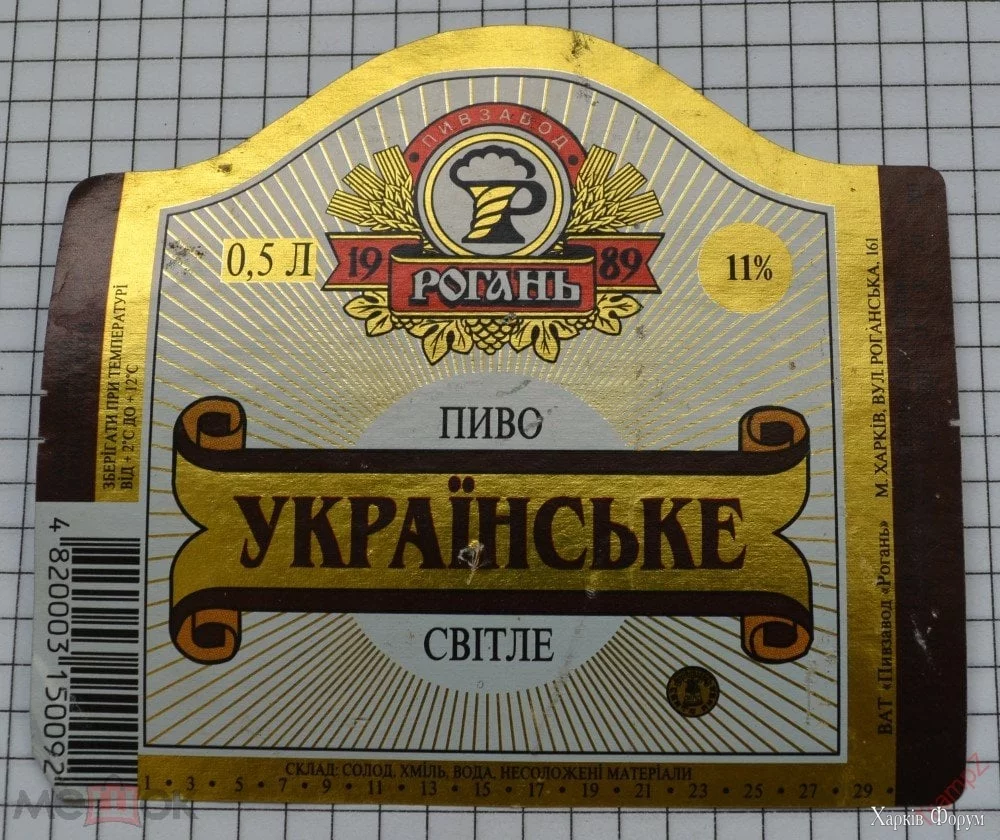 ПИВЗАВОД
0,5 Л
19
89
РОГАНЬ
11%
ПИВО
УКРАЇНСЬКЕ
СВІТЛЕ
ЗБЕРІГАТИ ПРИ ТЕМПЕРАТУРІ
ВІД + 2°С ДО + 12°С
4 820003 150092
ВАТ «Пивзавод «Рогань» М. ХАРКІВ, ВУЛ. РОГАНСЬКА, 161
СКЛАД: СОЛОД, ХМІЛЬ, ВОДА, НЕСОЛОЖЕНІ МАТЕРІАЛИ
1 • 3 • 5 • 7 • 9 • 11 • 13 • 15 • 17 • 19 • 21 • 23 • 25 • 27 • 29 •
Мешок
Харків Форум